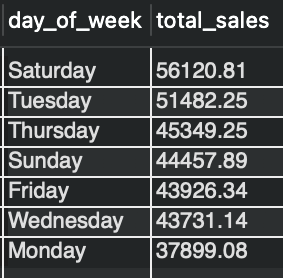 day_of_week total_sales
Saturday 56120.81
Tuesday 51482.25
Thursday 45349.25
Sunday 44457.89
Friday 43926.34
Wednesday 43731.14
Monday 37899.08